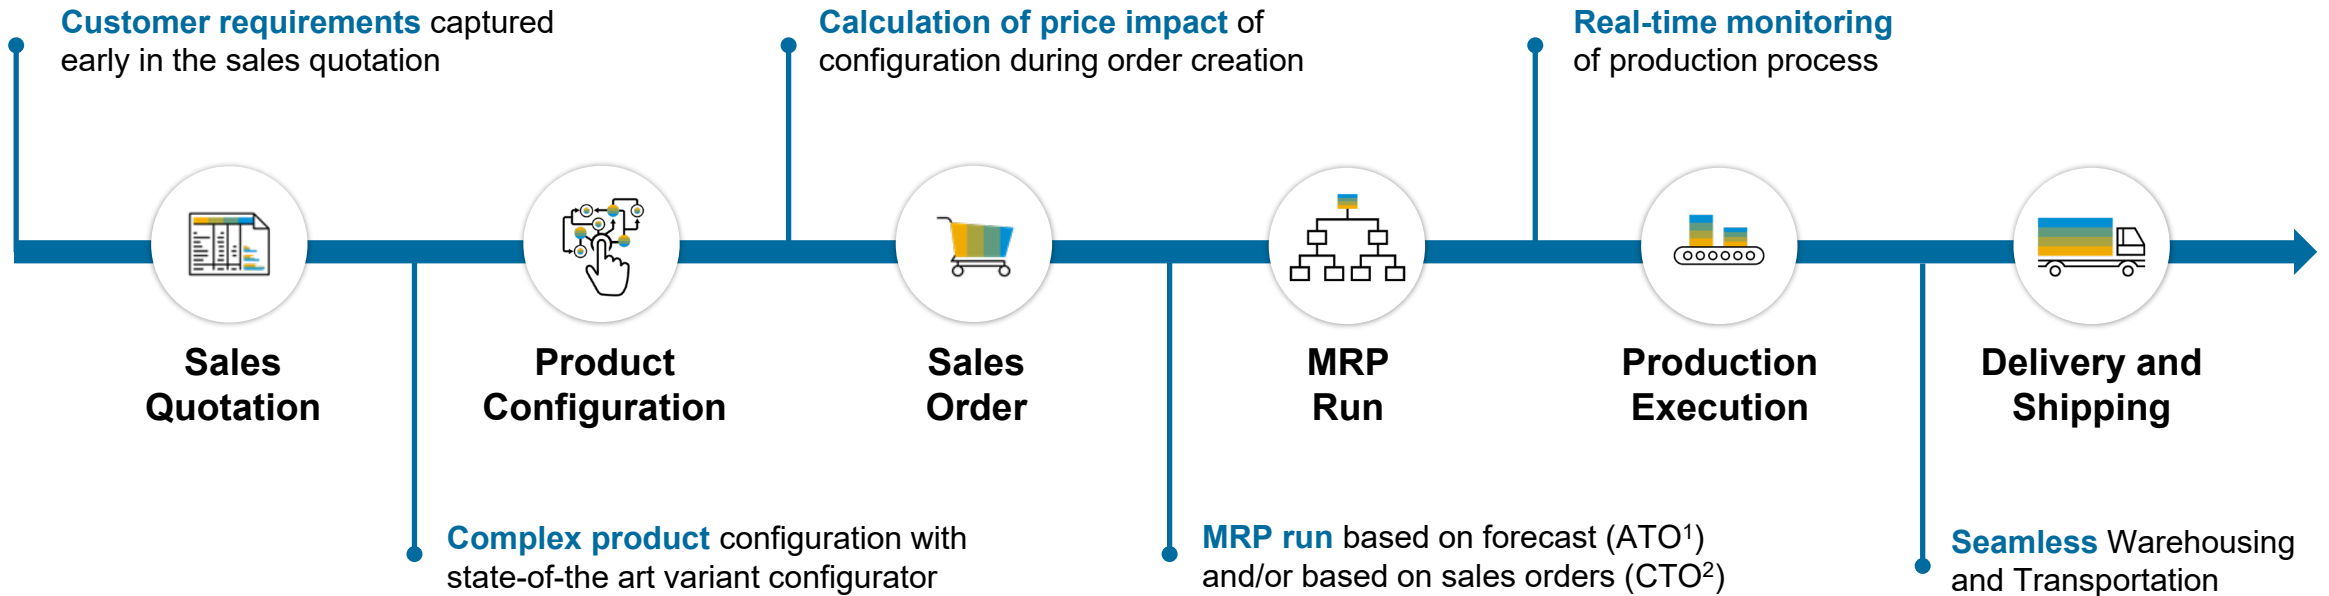 Customer requirements captured
early in the sales quotation
Calculation of price impact of
configuration during order creation
Real-time monitoring
of production process
Sales
Quotation
Product
Configuration
Sales
Order
MRP
Run
Production
Execution
Delivery and
Shipping
Complex product configuration with
state-of-the art variant configurator
MRP run based on forecast (ATO¹)
and/or based on sales orders (CTO²)
Seamless Warehousing
and Transportation